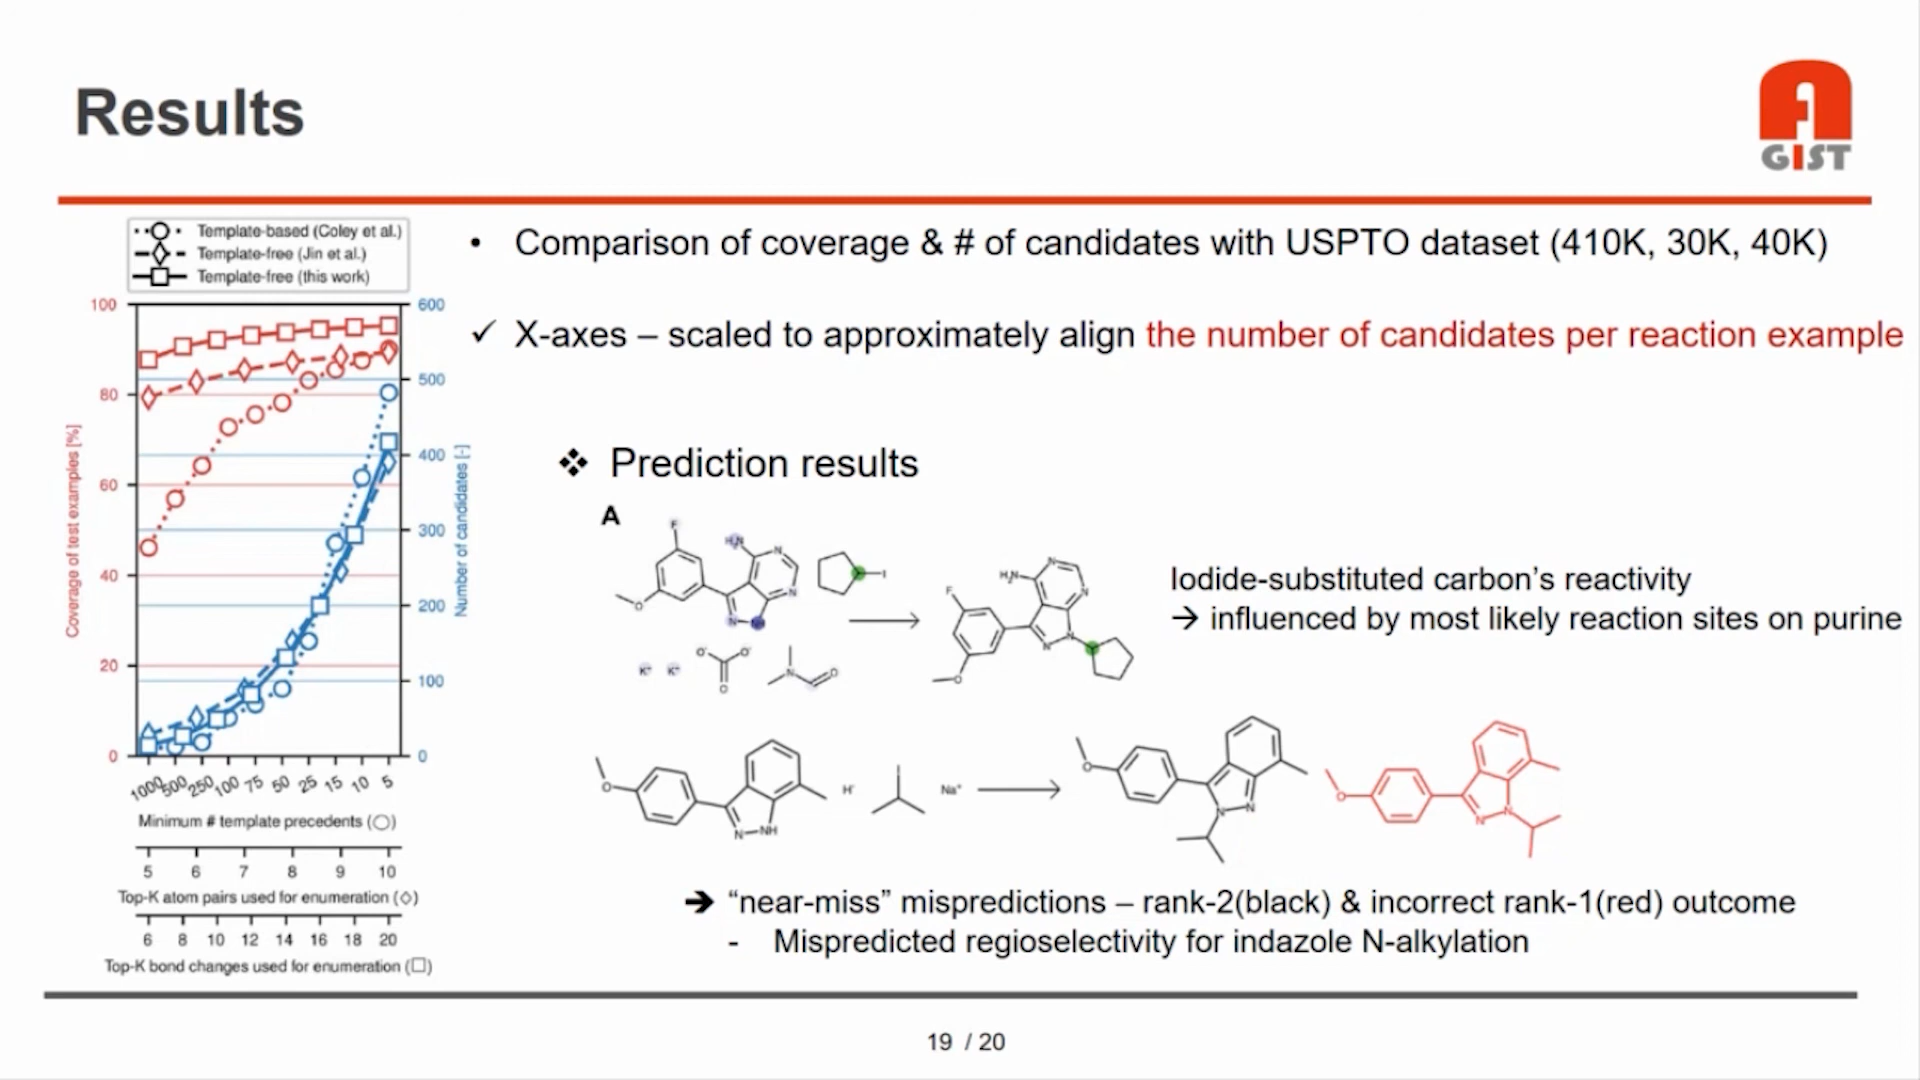 Results
GIST
Template-based (Coley et al.)
Template-free (Jin et al.)
Template-free (this work)
100
80
60
40
20
0
Coverage of test examples [%]
600
500
400
300
200
100
0
Number of candidates [-]
1000 500 250 100 75 50 25 15 10 5
Minimum # template precedents (○)
5 6 7 8 9 10
Top-K atom pairs used for enumeration (◇)
6 8 10 12 14 16 18 20
Top-K bond changes used for enumeration (□)
• Comparison of coverage & # of candidates with USPTO dataset (410K, 30K, 40K)
✓ X-axes – scaled to approximately align the number of candidates per reaction example
❖ Prediction results
A
F H₂N N N N NH O I
K⁺ K⁺ O⁻ O⁻ O N O
F H₂N N N N N O
Iodide-substituted carbon’s reactivity
→ influenced by most likely reaction sites on purine
O N NH H⁻ I Na⁺ O N N O N N
➔ “near-miss” mispredictions – rank-2(black) & incorrect rank-1(red) outcome
- Mispredicted regioselectivity for indazole N-alkylation
19 / 20